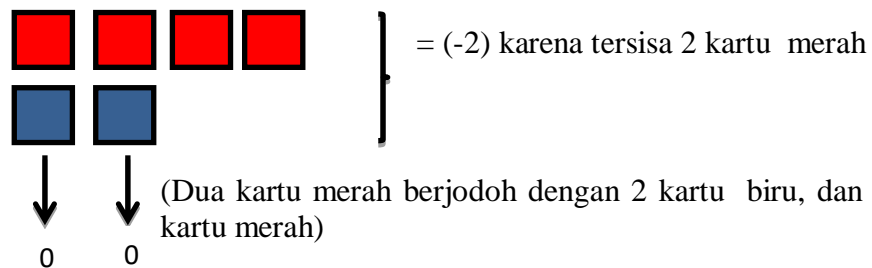 = (-2) karena tersisa 2 kartu merah
(Dua kartu merah berjodoh dengan 2 kartu biru, dan
kartu merah)
0 0